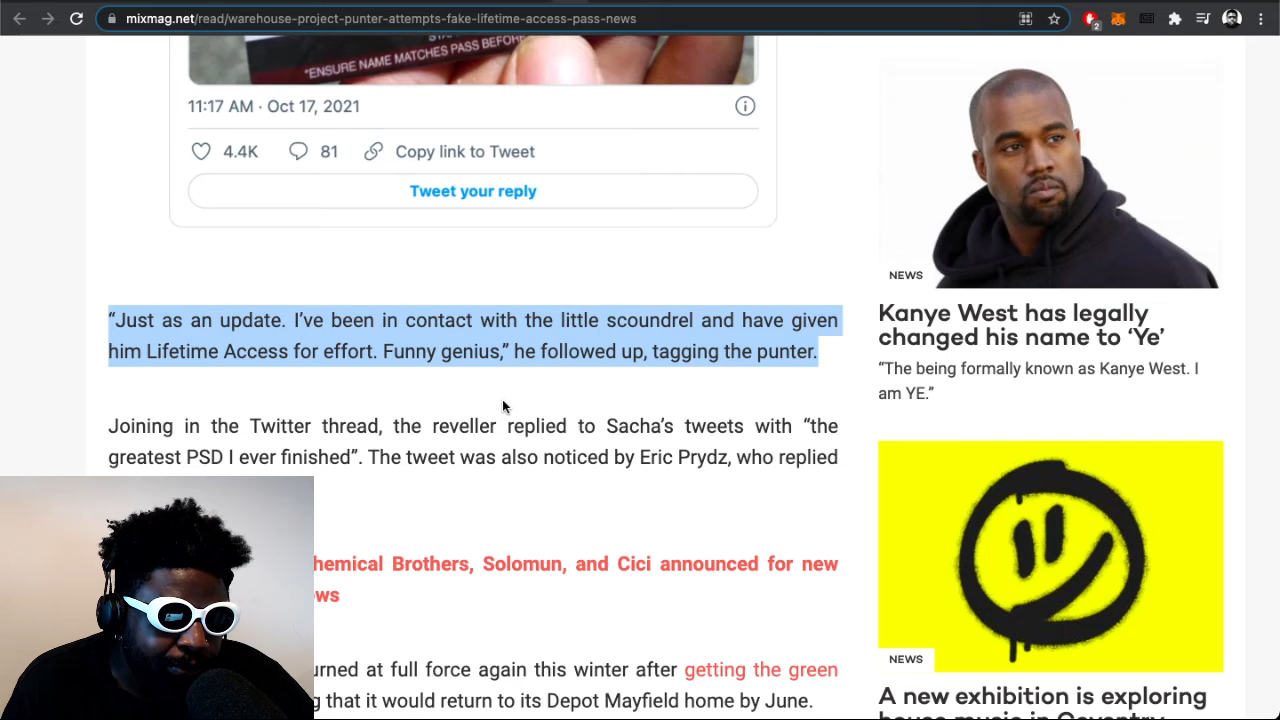 mixmag.net/read/warehouse-project-punter-attempts-fake-lifetime-access-pass-news
2
*ENSURE NAME MATCHES PASS BEFORE
11:17 AM · Oct 17, 2021
4.4K 81 Copy link to Tweet
Tweet your reply
“Just as an update. I’ve been in contact with the little scoundrel and have given
him Lifetime Access for effort. Funny genius,” he followed up, tagging the punter.
Joining in the Twitter thread, the reveller replied to Sacha’s tweets with “the
greatest PSD I ever finished”. The tweet was also noticed by Eric Prydz, who replied
hemical Brothers, Solomun, and Cici announced for new
ows
urned at full force again this winter after getting the green
g that it would return to its Depot Mayfield home by June.
NEWS
Kanye West has legally
changed his name to ‘Ye’
“The being formally known as Kanye West. I
am YE.”
NEWS
A new exhibition is exploring
house music in Coventry